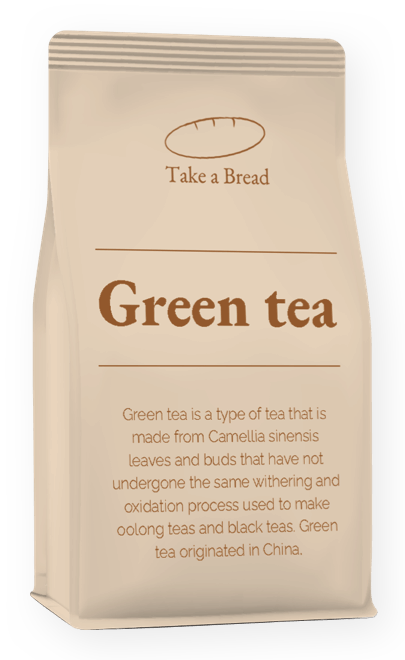 Take a Bread
Green tea
Green tea is a type of tea that is
made from Camellia sinensis
leaves and buds that have not
undergone the same withering and
oxidation process used to make
oolong teas and black teas. Green
tea originated in China.